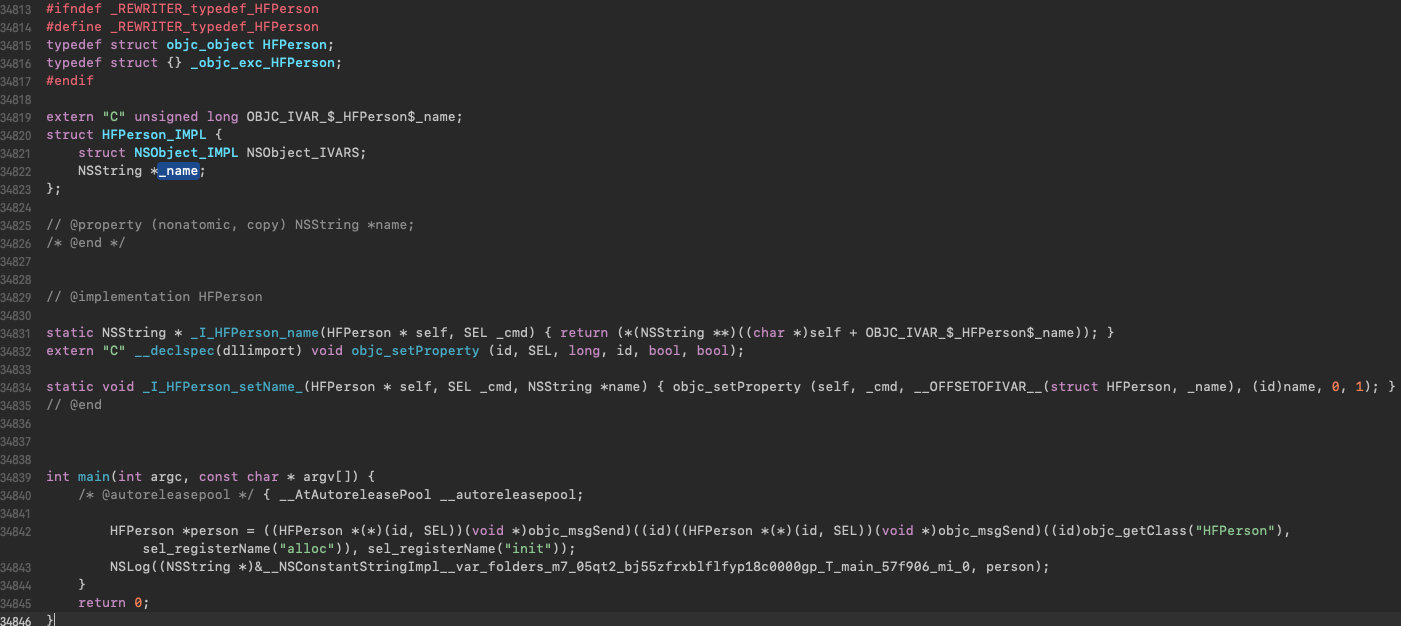 34813 #ifndef _REWRITER_typedef_HFPerson
34814 #define _REWRITER_typedef_HFPerson
34815 typedef struct objc_object HFPerson;
34816 typedef struct {} _objc_exc_HFPerson;
34817 #endif
34818
34819 extern "C" unsigned long OBJC_IVAR_$_HFPerson$_name;
34820 struct HFPerson_IMPL {
34821     struct NSObject_IMPL NSObject_IVARS;
34822     NSString *_name;
34823 };
34824
34825 // @property (nonatomic, copy) NSString *name;
34826 /* @end */
34827
34828
34829 // @implementation HFPerson
34830
34831 static NSString * _I_HFPerson_name(HFPerson * self, SEL _cmd) { return (*(NSString **)((char *)self + OBJC_IVAR_$_HFPerson$_name)); }
34832 extern "C" __declspec(dllimport) void objc_setProperty (id, SEL, long, id, bool, bool);
34833
34834 static void _I_HFPerson_setName_(HFPerson * self, SEL _cmd, NSString *name) { objc_setProperty (self, _cmd, __OFFSETOFIVAR__(struct HFPerson, _name), (id)name, 0, 1); }
34835 // @end
34836
34837
34838
34839 int main(int argc, const char * argv[]) {
34840     /* @autoreleasepool */ { __AtAutoreleasePool __autoreleasepool;
34841
34842         HFPerson *person = ((HFPerson *(*)(id, SEL))(void *)objc_msgSend)((id)((HFPerson *(*)(id, SEL))(void *)objc_msgSend)((id)objc_getClass("HFPerson"),
            sel_registerName("alloc")), sel_registerName("init"));
34843         NSLog((NSString *)&__NSConstantStringImpl__var_folders_m7_05qt2_bj55zfrxblflfyp18c0000gp_T_main_57f906_mi_0, person);
34844     }
34845     return 0;
34846 }